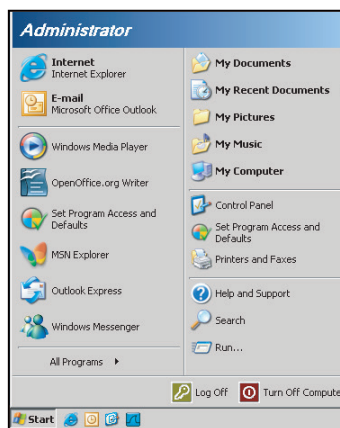 Administrator
Internet
Internet Explorer
E-mail
Microsoft Office Outlook
Windows Media Player
OpenOffice.org Writer
Set Program Access and
Defaults
MSN Explorer
Outlook Express
Windows Messenger
All Programs
My Documents
My Recent Documents
My Pictures
My Music
My Computer
Control Panel
Set Program Access and
Defaults
Printers and Faxes
Help and Support
Search
Run...
Log Off Turn Off Compute
Start